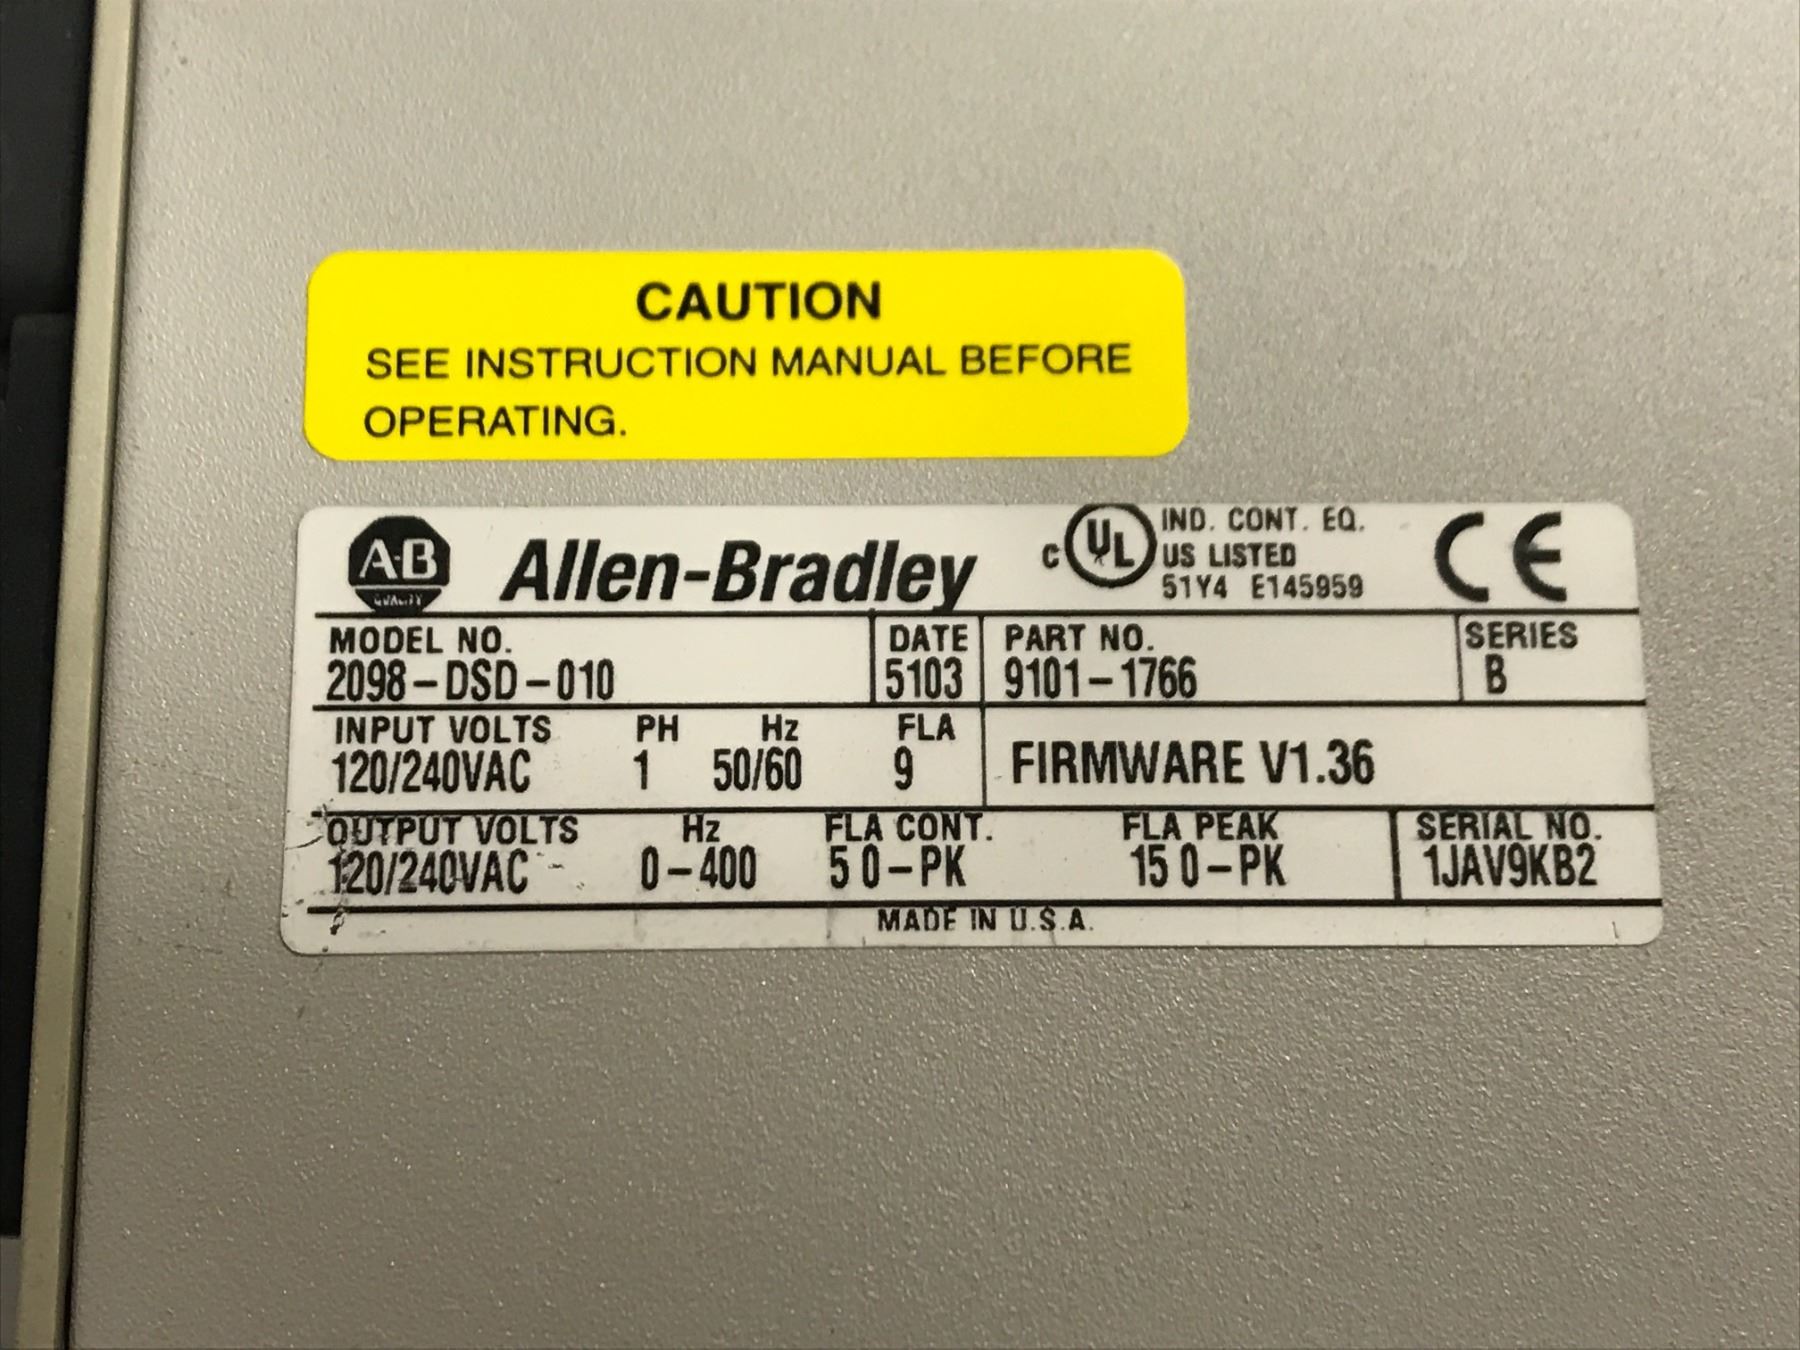 CAUTION
SEE INSTRUCTION MANUAL BEFORE
OPERATING.
A-B
QUALITY
Allen-Bradley
C UL
IND. CONT. EQ.
US LISTED
51Y4 E145959
CE
MODEL NO. DATE PART NO. SERIES
2098-DSD-010 5103 9101-1766 B
INPUT VOLTS PH Hz FLA
120/240VAC 1 50/60 9
FIRMWARE V1.36
OUTPUT VOLTS Hz FLA CONT. FLA PEAK SERIAL NO.
120/240VAC 0-400 5 0-PK 15 0-PK 1JAV9KB2
MADE IN U.S.A.